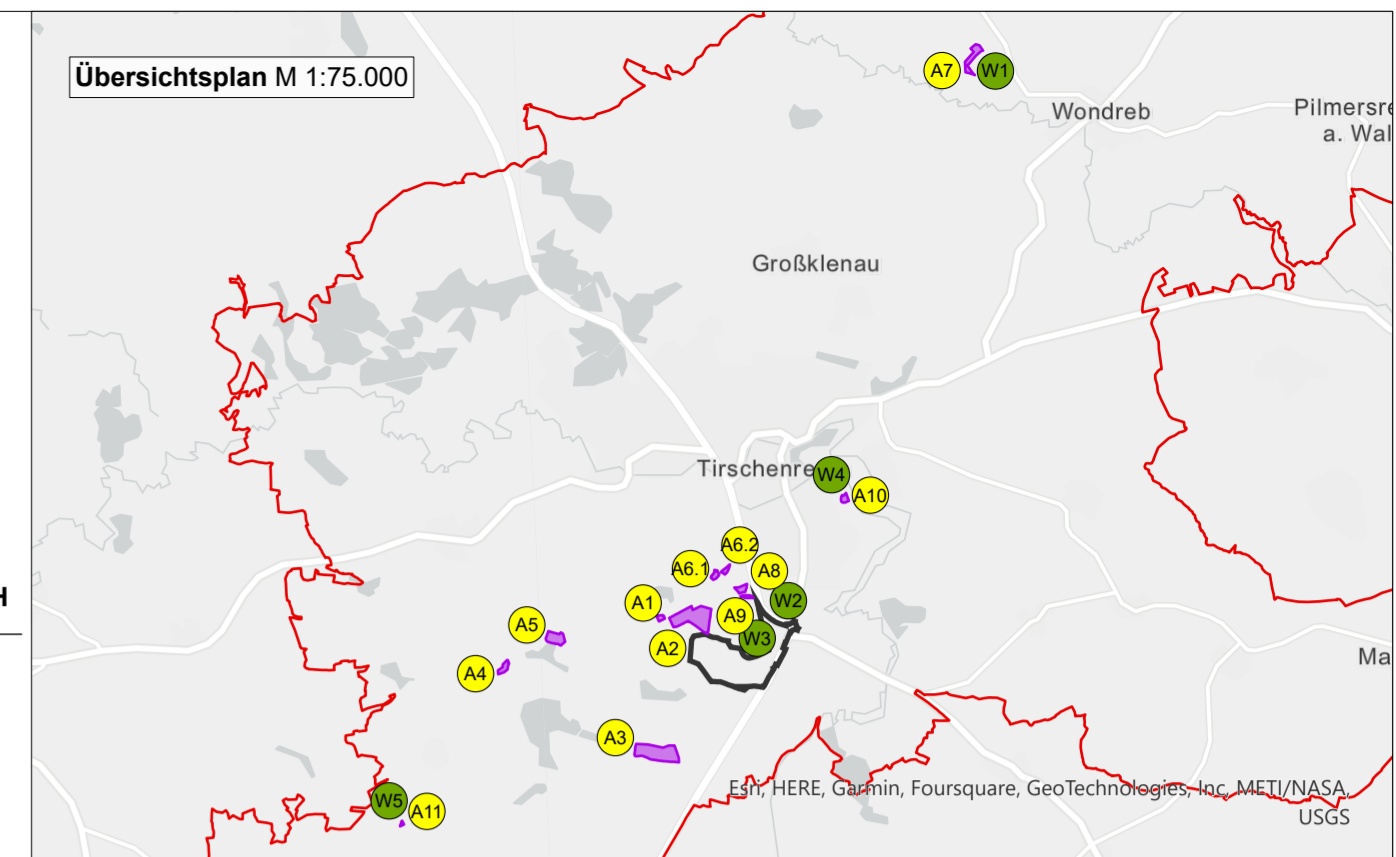 Übersichtsplan M 1:75.000
A7
W1
Wondreb
Pilmersre
a. Wal
Großklenau
Tirschenre
W4
A10
A6.2
A6.1
A8
A1
W2
A9
A5
W3
A2
A4
Ma
A3
H
Esri, HERE, Garmin, Foursquare, GeoTechnologies, Inc, METI/NASA,
USGS
W5
A11